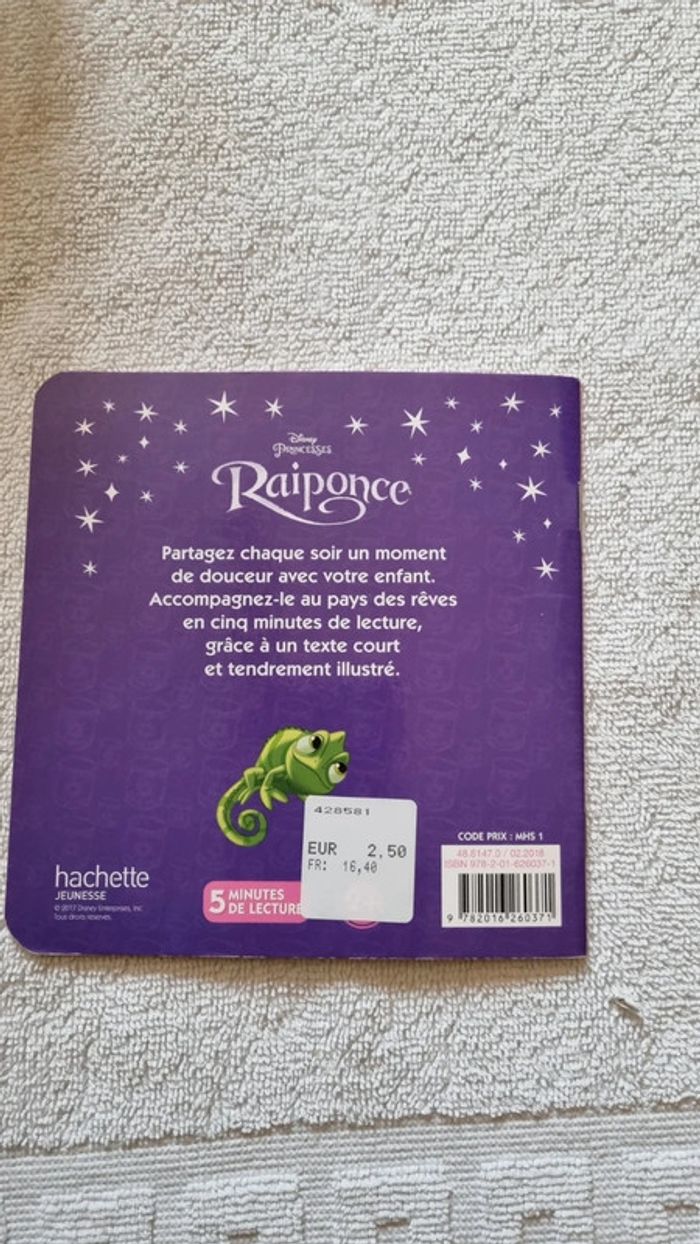 Disney
PRINCESSES
Raiponce
Partagez chaque soir un moment
de douceur avec votre enfant.
Accompagnez-le au pays des rêves
en cinq minutes de lecture,
grâce à un texte court
et tendrement illustré.
428581
EUR 2,50
FR: 16,40
hachette
JEUNESSE
© 2017 Disney Enterprises, Inc.
Tous droits réservés.
5 MINUTES
DE LECTURE
CODE PRIX : MHS 1
48.6147.0 / 02.2018
ISBN 978-2-01-626037-1
9 782016 260371